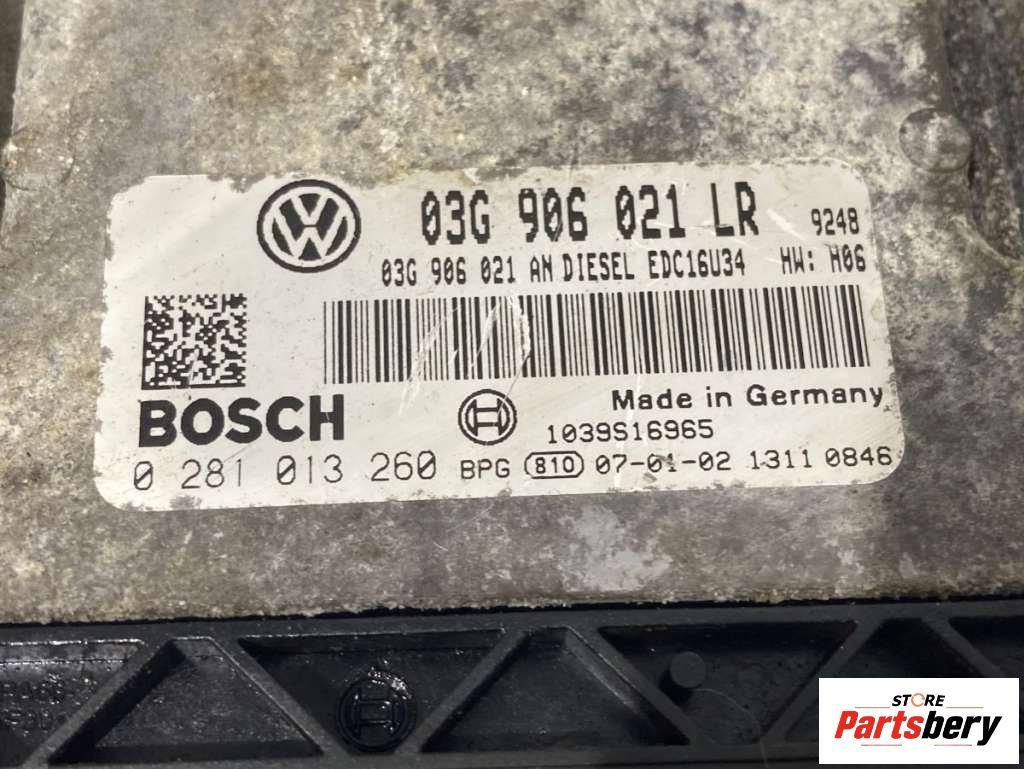 03G 906 021 LR 9248
03G 906 021 AN DIESEL EDC16U34 HW: H06
BOSCH
Made in Germany
1039S16965
0 281 013 260 BPG 810 07-01-02 1311 0846
STORE
Partsbery